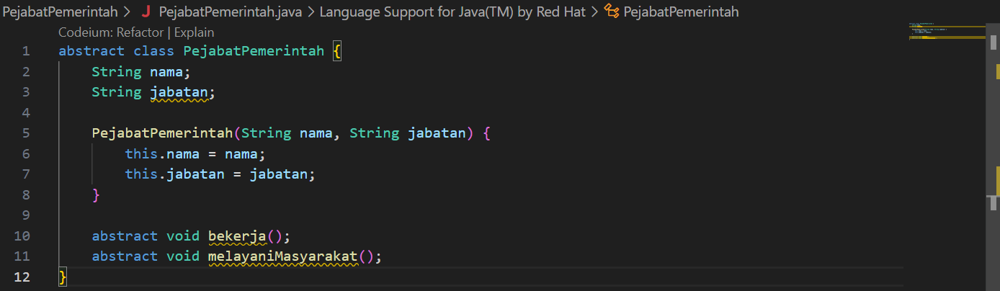 PejabatPemerintah > PejabatPemerintah.java > Language Support for Java(TM) by Red Hat > PejabatPemerintah
Codeium: Refactor | Explain
1 abstract class PejabatPemerintah {
2 String nama;
3 String jabatan;
4
5 PejabatPemerintah(String nama, String jabatan) {
6 this.nama = nama;
7 this.jabatan = jabatan;
8 }
9
10 abstract void bekerja();
11 abstract void melayaniMasyarakat();
12 }